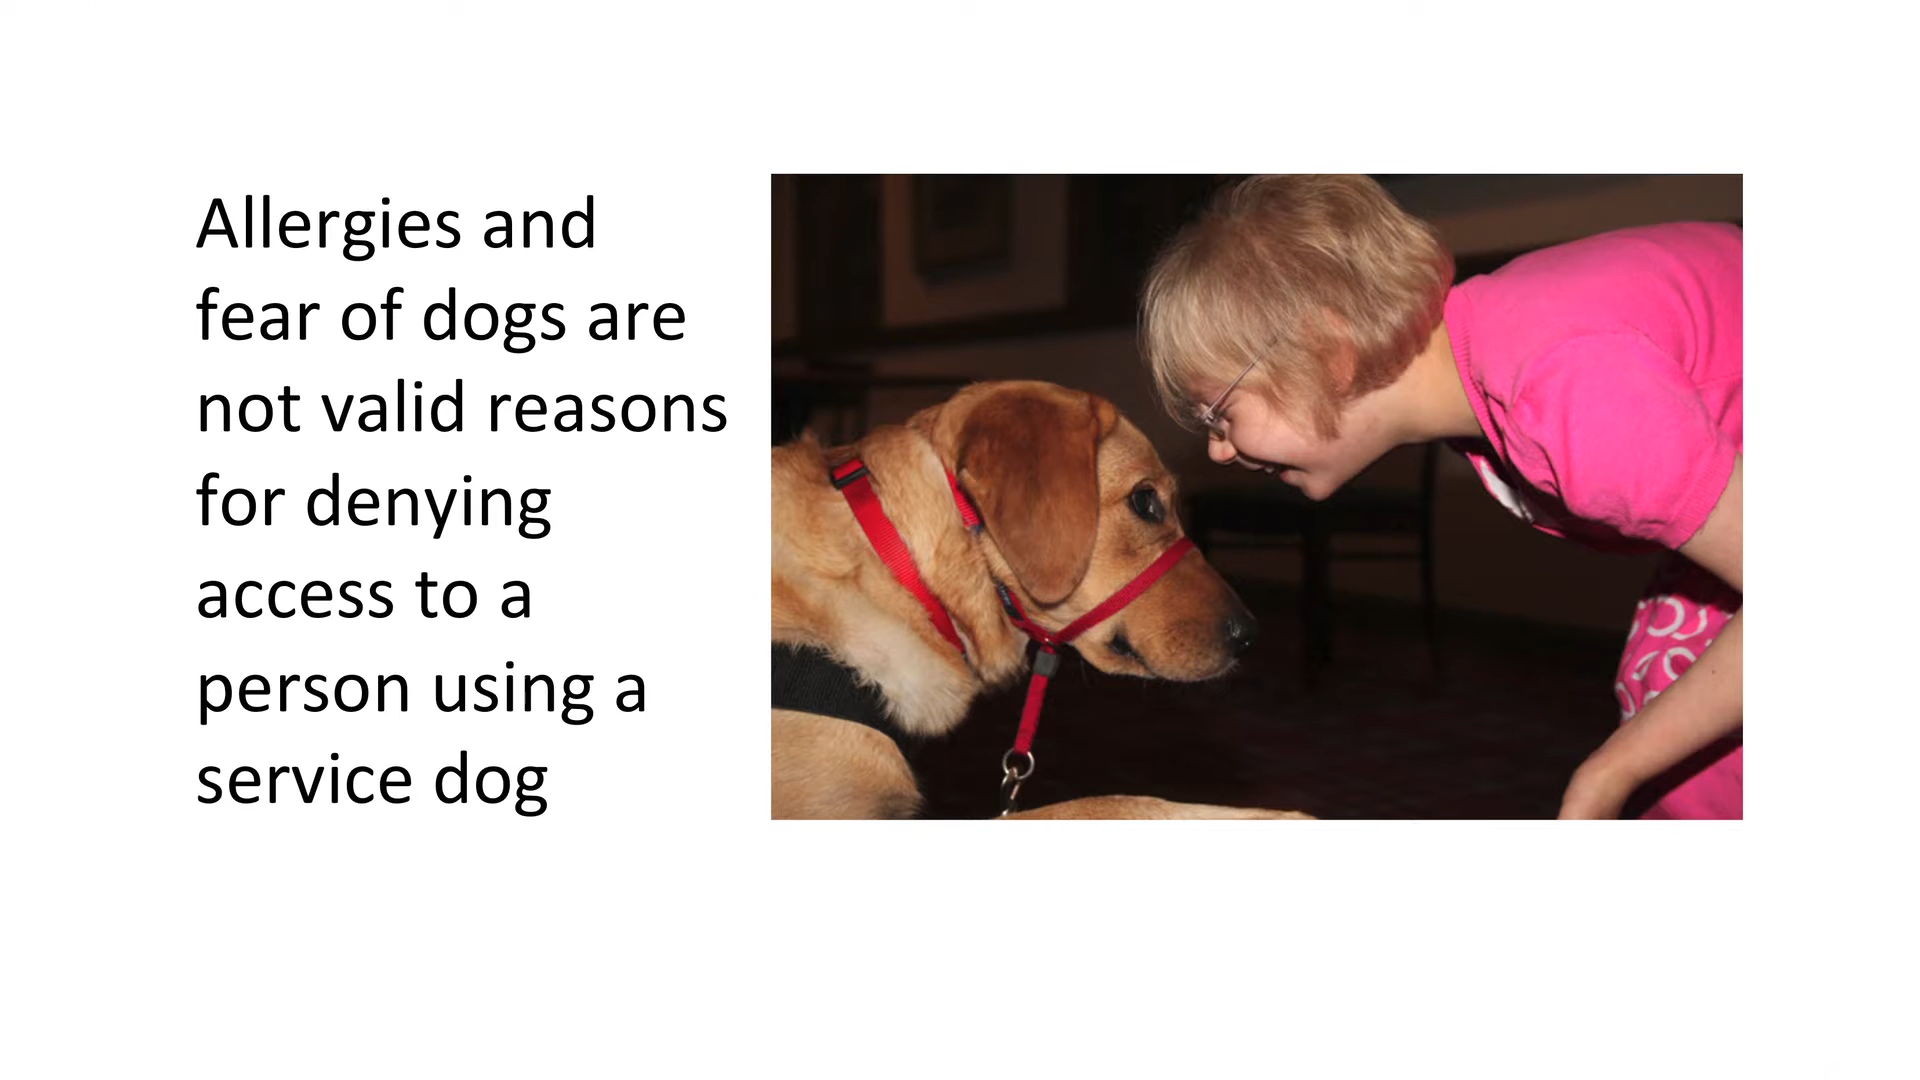 Allergies and
fear of dogs are
not valid reasons
for denying
access to a
person using a
service dog